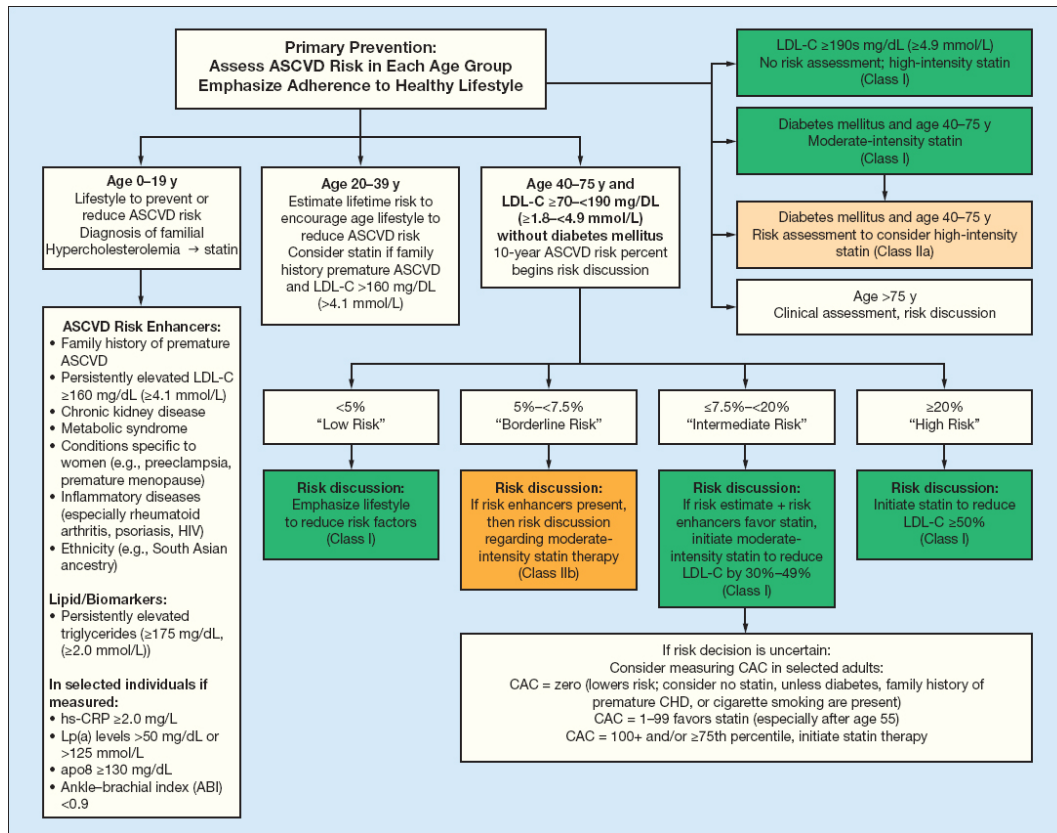 Primary Prevention:
Assess ASCVD Risk in Each Age Group
Emphasize Adherence to Healthy Lifestyle
LDL-C ≥190s mg/dL (≥4.9 mmol/L)
No risk assessment; high-intensity statin
(Class I)
Diabetes mellitus and age 40–75 y
Moderate-intensity statin
(Class I)
Diabetes mellitus and age 40–75 y
Risk assessment to consider high-intensity
statin (Class IIa)
Age >75 y
Clinical assessment, risk discussion
Age 0–19 y
Lifestyle to prevent or
reduce ASCVD risk
Diagnosis of familial
Hypercholesterolemia → statin
Age 20–39 y
Estimate lifetime risk to
encourage age lifestyle to
reduce ASCVD risk
Consider statin if family
history premature ASCVD
and LDL-C >160 mg/DL
(>4.1 mmol/L)
Age 40–75 y and
LDL-C ≥70–<190 mg/DL
(≥1.8–<4.9 mmol/L)
without diabetes mellitus
10-year ASCVD risk percent
begins risk discussion
ASCVD Risk Enhancers:
• Family history of premature
ASCVD
• Persistently elevated LDL-C
≥160 mg/dL (≥4.1 mmol/L)
• Chronic kidney disease
• Metabolic syndrome
• Conditions specific to
women (e.g., preeclampsia,
premature menopause)
• Inflammatory diseases
(especially rheumatoid
arthritis, psoriasis, HIV)
• Ethnicity (e.g., South Asian
ancestry)
Lipid/Biomarkers:
• Persistently elevated
triglycerides (≥175 mg/dL,
(≥2.0 mmol/L))
In selected individuals if
measured:
• hs-CRP ≥2.0 mg/L
• Lp(a) levels >50 mg/dL or
>125 mmol/L
• apo8 ≥130 mg/dL
• Ankle–brachial index (ABI)
<0.9
<5%
“Low Risk”
5%–<7.5%
“Borderline Risk”
≤7.5%–<20%
“Intermediate Risk”
≥20%
“High Risk”
Risk discussion:
Emphasize lifestyle
to reduce risk factors
(Class I)
Risk discussion:
If risk enhancers present,
then risk discussion
regarding moderate-
intensity statin therapy
(Class IIb)
Risk discussion:
If risk estimate + risk
enhancers favor statin,
initiate moderate-
intensity statin to reduce
LDL-C by 30%–49%
(Class I)
Risk discussion:
Initiate statin to reduce
LDL-C ≥50%
(Class I)
If risk decision is uncertain:
Consider measuring CAC in selected adults:
CAC = zero (lowers risk; consider no statin, unless diabetes, family history of
premature CHD, or cigarette smoking are present)
CAC = 1–99 favors statin (especially after age 55)
CAC = 100+ and/or ≥75th percentile, initiate statin therapy